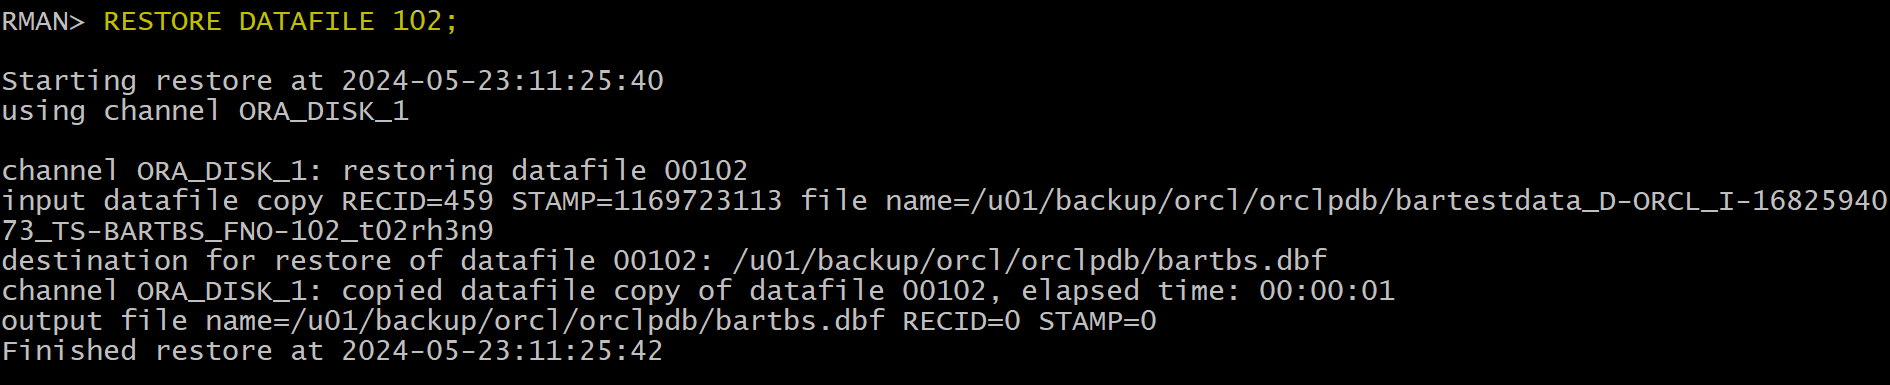 RMAN> RESTORE DATAFILE 102;
Starting restore at 2024-05-23:11:25:40
using channel ORA_DISK_1
channel ORA_DISK_1: restoring datafile 00102
input datafile copy RECID=459 STAMP=1169723113 file name=/u01/backup/orcl/orclpdb/bartestdata_D-ORCL_I-16825940
73_TS-BARTBS_FNO-102_t02rh3n9
destination for restore of datafile 00102: /u01/backup/orcl/orclpdb/bartbs.dbf
channel ORA_DISK_1: copied datafile copy of datafile 00102, elapsed time: 00:00:01
output file name=/u01/backup/orcl/orclpdb/bartbs.dbf RECID=0 STAMP=0
Finished restore at 2024-05-23:11:25:42